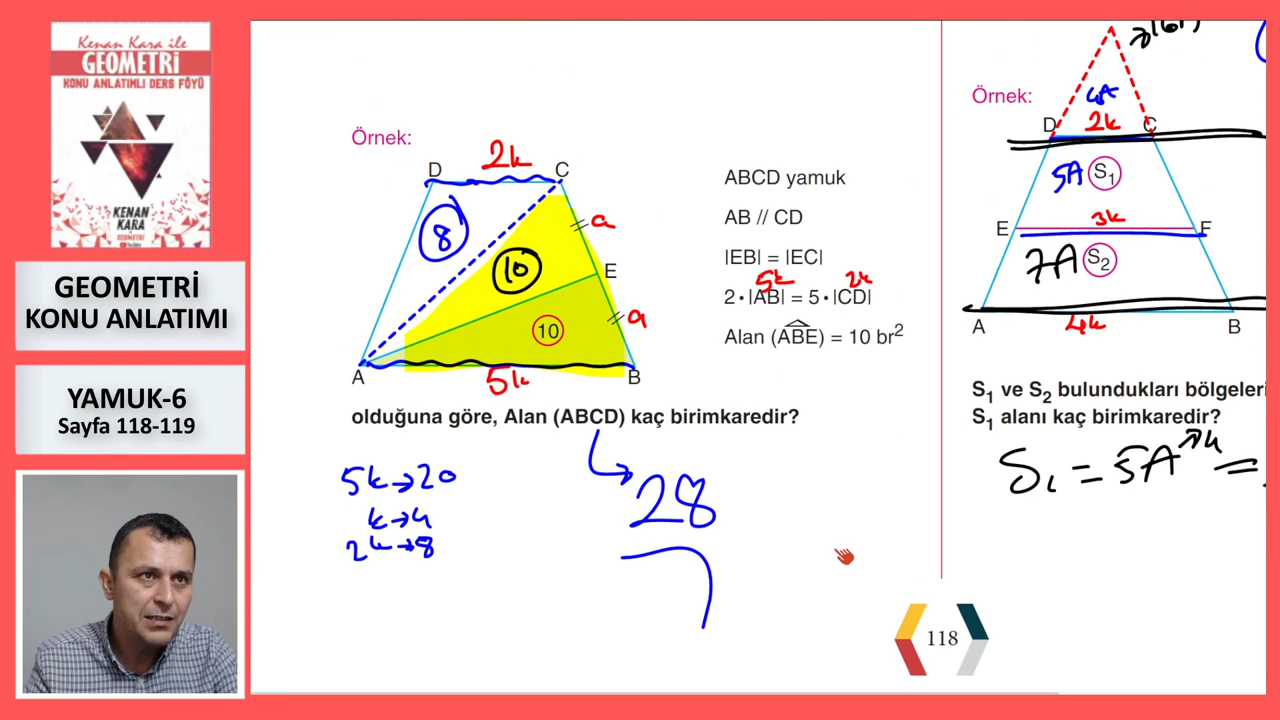 Kenan Kara ile
GEOMETRİ
KONU ANLATIMLI DERS FÖYÜ
KENAN
KARA
GEOMETRİ
GEOMETRİ
KONU ANLATIMI
YAMUK-6
Sayfa 118-119
Örnek:
2k
D
C
8
a
10
E
10
a
A
5k
B
ABCD yamuk
AB // CD
|EB| = |EC|
5k 2k
2·|AB| = 5·|CD|
Alan (ABE) = 10 br²
olduğuna göre, Alan (ABCD) kaç birimkaredir?
5k→20
k→4
2k→8
28
118
Örnek:
4A
2k
D
C
5A S₁
3k
E
F
7A S₂
A
4k
B
S₁ ve S₂ bulundukları bölgeleri
S₁ alanı kaç birimkaredir?
S₁ = 5A =